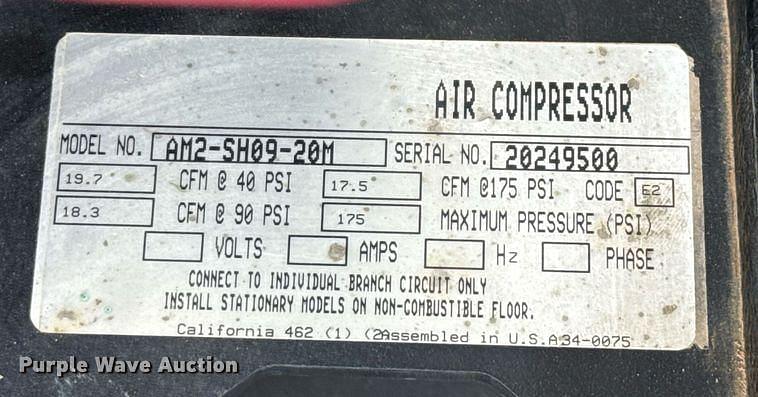 AIR COMPRESSOR
MODEL NO. AM2-SH09-20M SERIAL NO. 20249500
19.7 CFM @ 40 PSI 17.5 CFM @175 PSI CODE E2
18.3 CFM @ 90 PSI 175 MAXIMUM PRESSURE (PSI)
VOLTS AMPS Hz PHASE
CONNECT TO INDIVIDUAL BRANCH CIRCUIT ONLY
INSTALL STATIONARY MODELS ON NON-COMBUSTIBLE FLOOR.
California 462 (1) (2Assembled in U.S.A34-0075
Purple Wave Auction